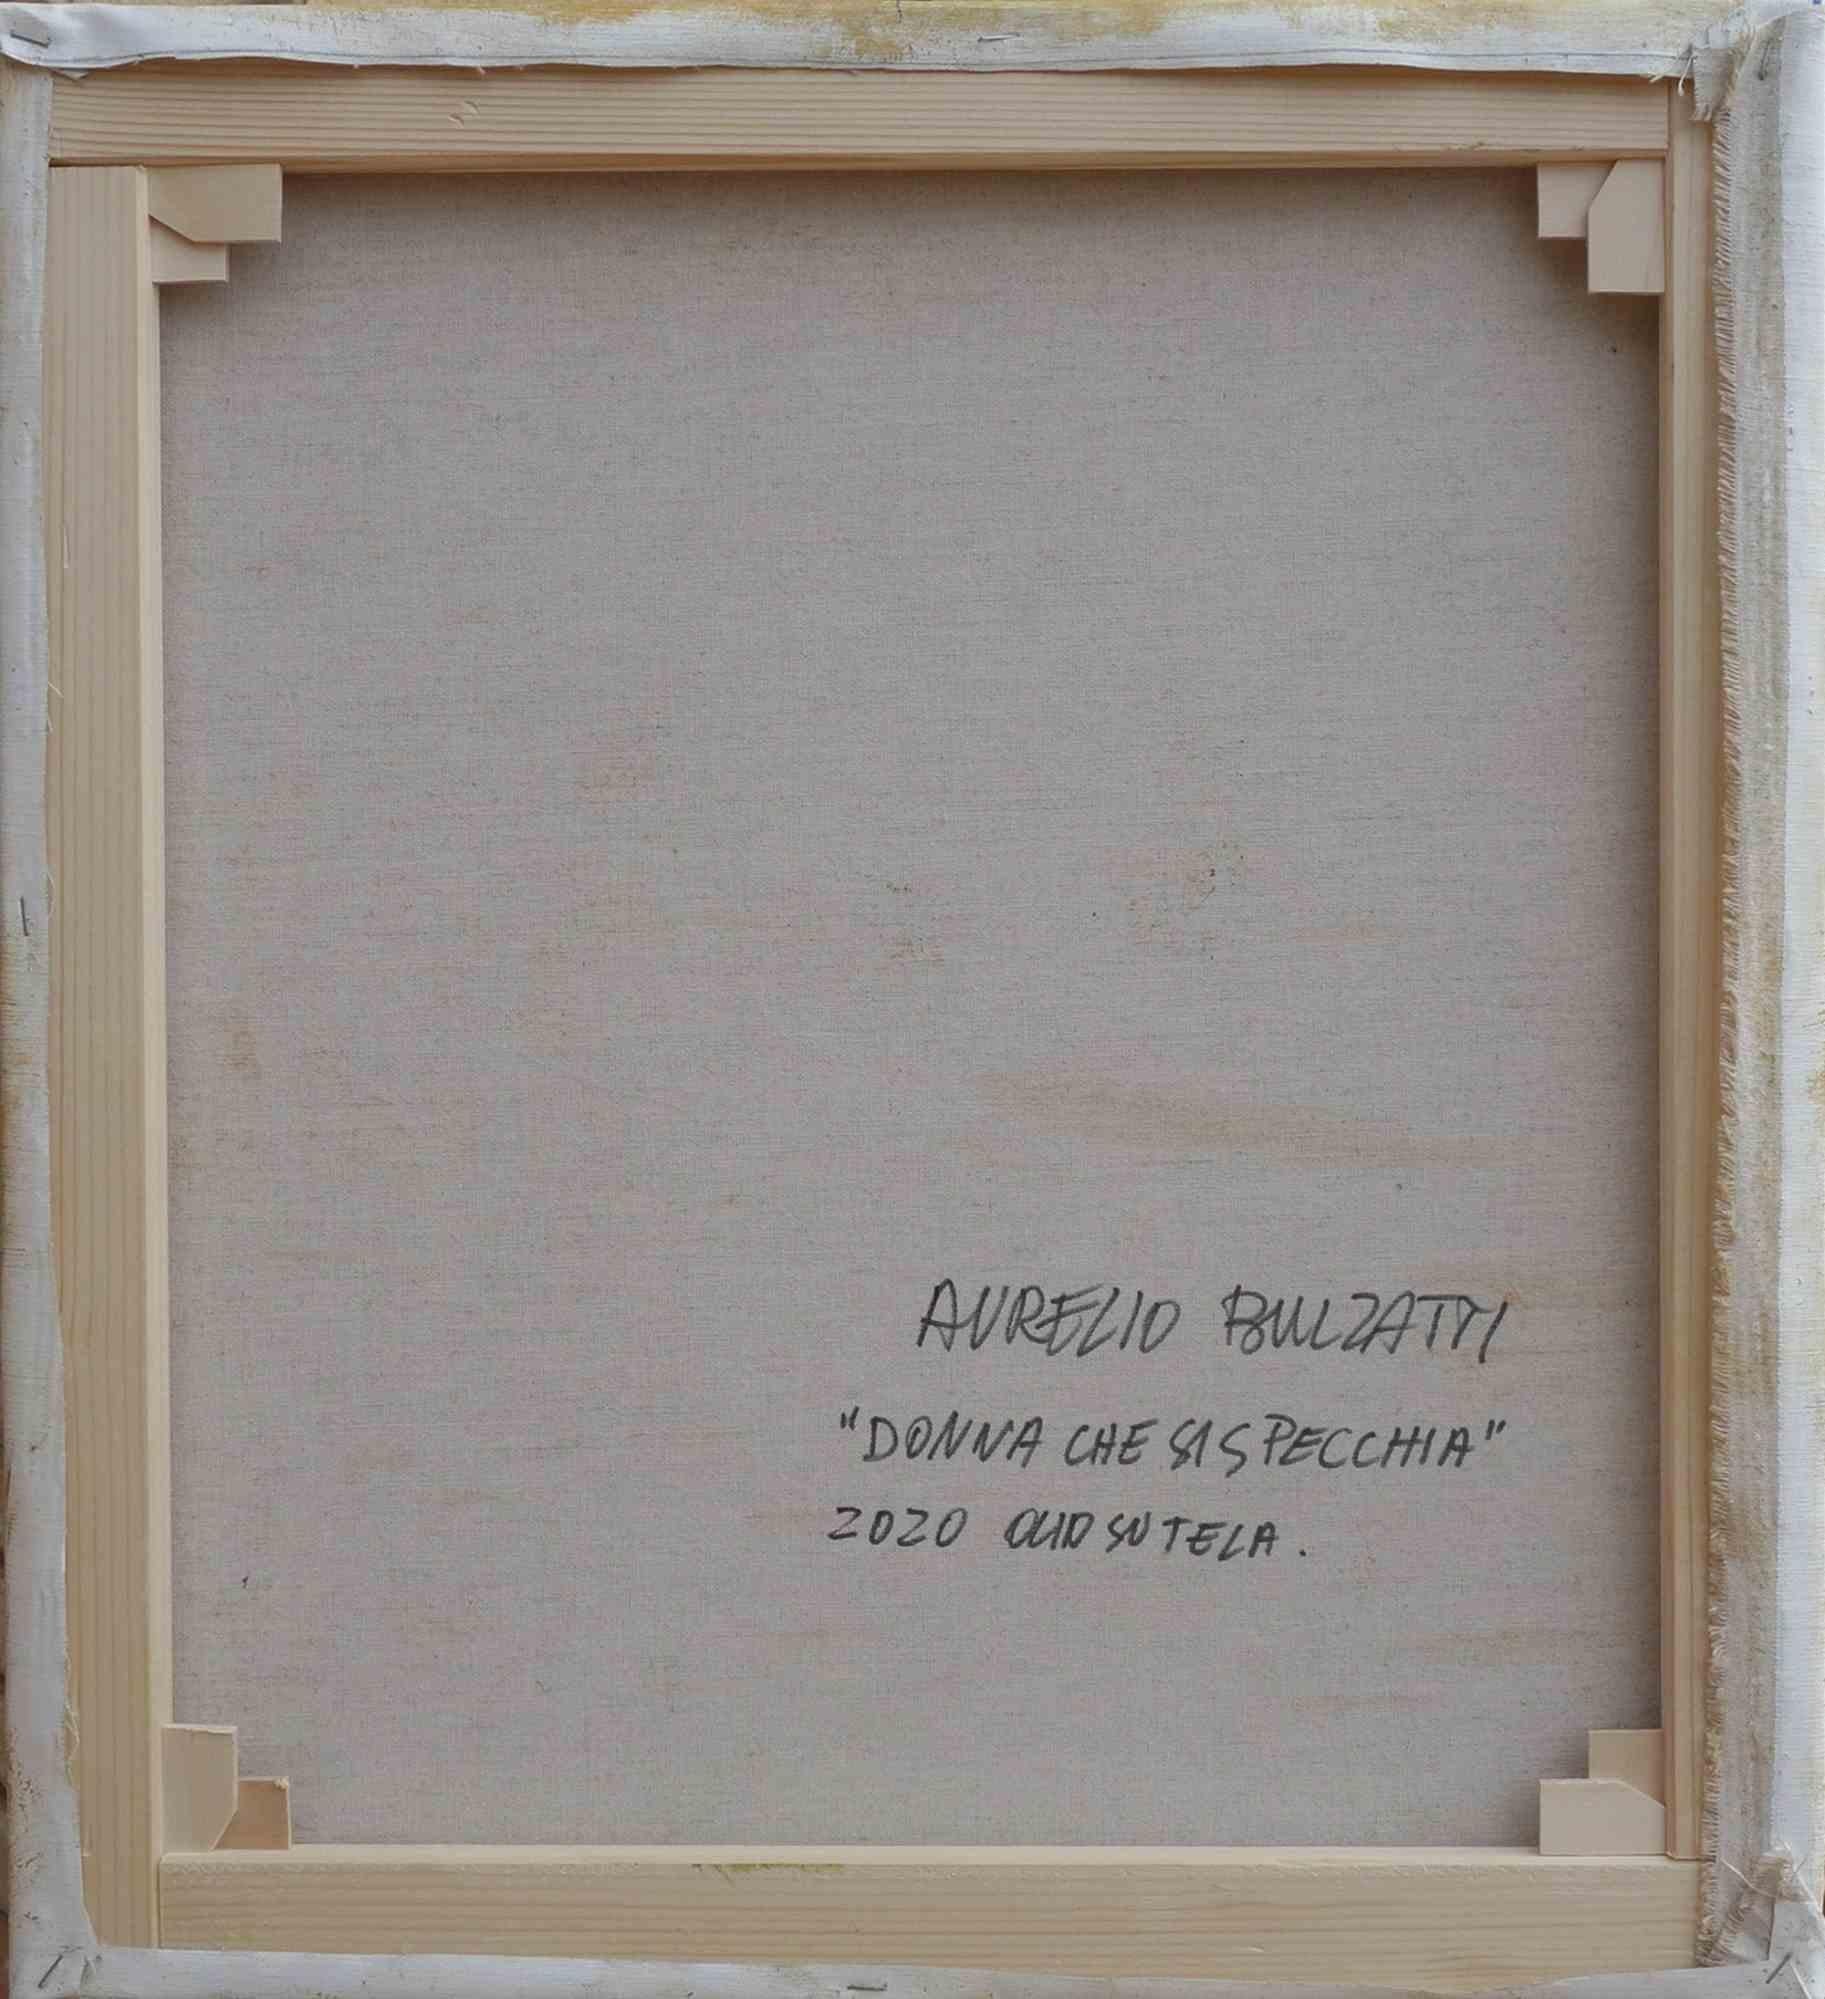 AURELIO BULZATTI
"DONNA CHE SI SPECCHIA"
2020 OLIO SU TELA.